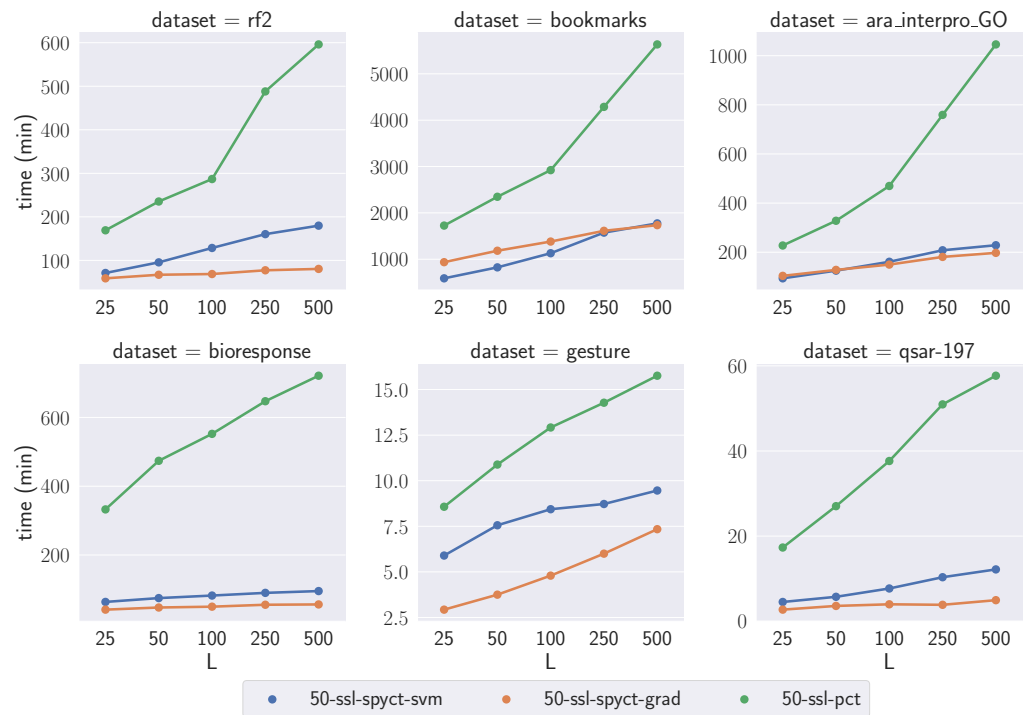 dataset = rf2
dataset = bookmarks
dataset = ara_interpro_GO
time (min)
600
500
400
300
200
100
25 50 100 250 500
5000
4000
3000
2000
1000
25 50 100 250 500
1000
800
600
400
200
25 50 100 250 500
dataset = bioresponse
dataset = gesture
dataset = qsar-197
time (min)
600
400
200
25 50 100 250 500
L
15.0
12.5
10.0
7.5
5.0
2.5
25 50 100 250 500
L
60
40
20
0
25 50 100 250 500
L
50-ssl-spyct-svm 50-ssl-spyct-grad 50-ssl-pct